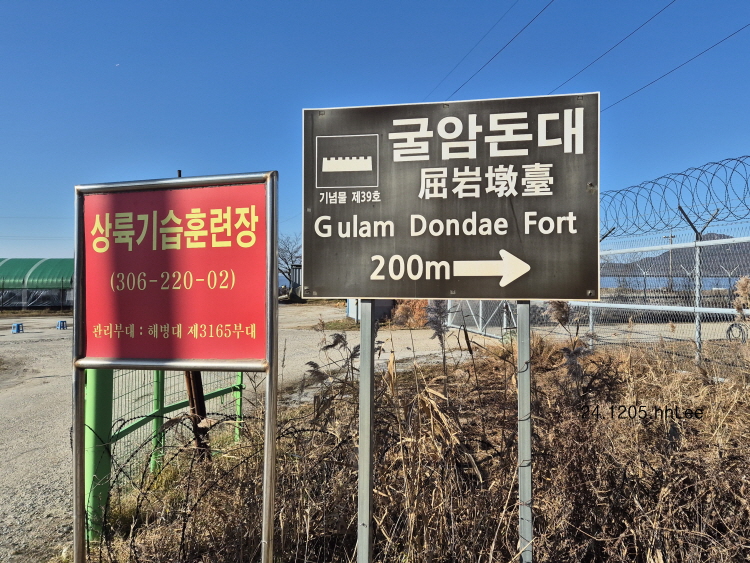 상륙기습훈련장
(306-220-02)
관리부대 : 해병대 제3165부대
굴암돈대
屈岩墩臺
기념물 제39호
Gulam Dondae Fort
200m
24.1205.hhLee